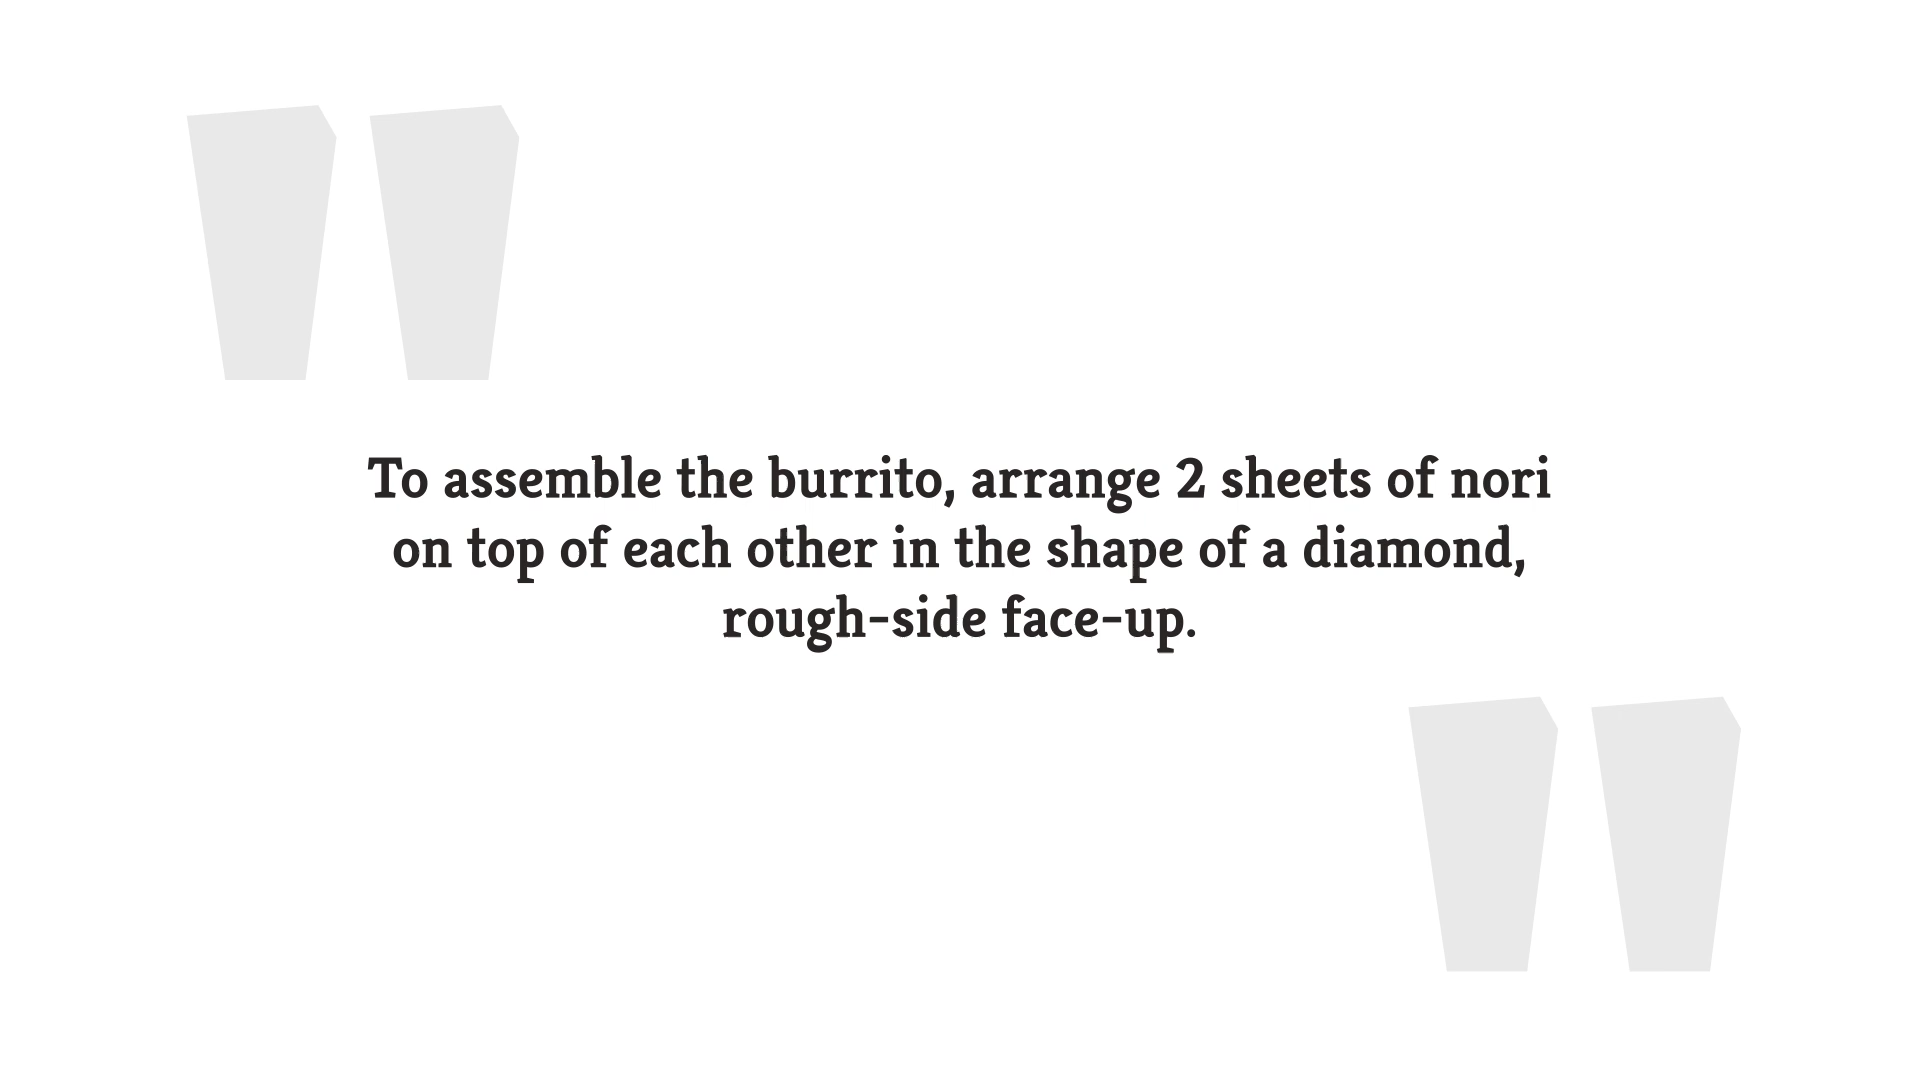 To assemble the burrito, arrange 2 sheets of nori
on top of each other in the shape of a diamond,
rough-side face-up.